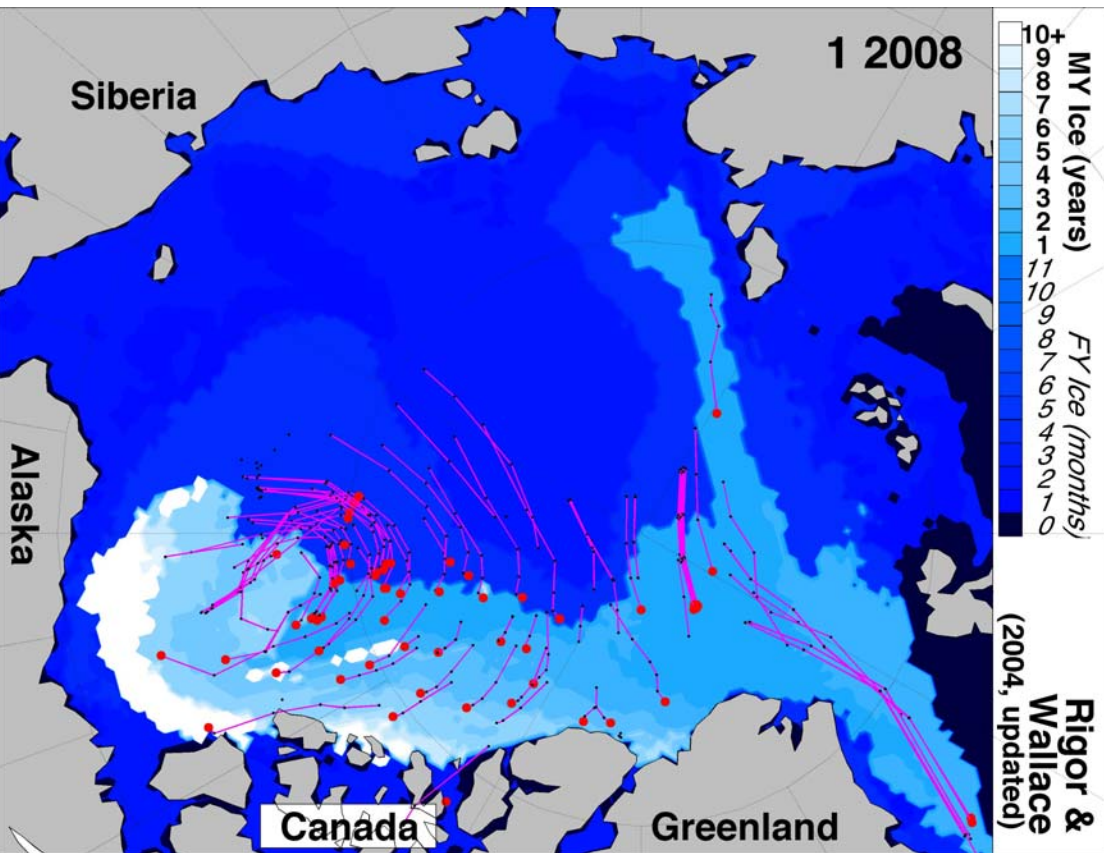 1 2008
Siberia
Alaska
Canada
Greenland
10+
9
8
7
6
5
4
3
2
1
11
10
9
8
7
6
5
4
3
2
1
0
MY Ice (years)
FY Ice (months)
Rigor &
Wallace
(2004, updated)